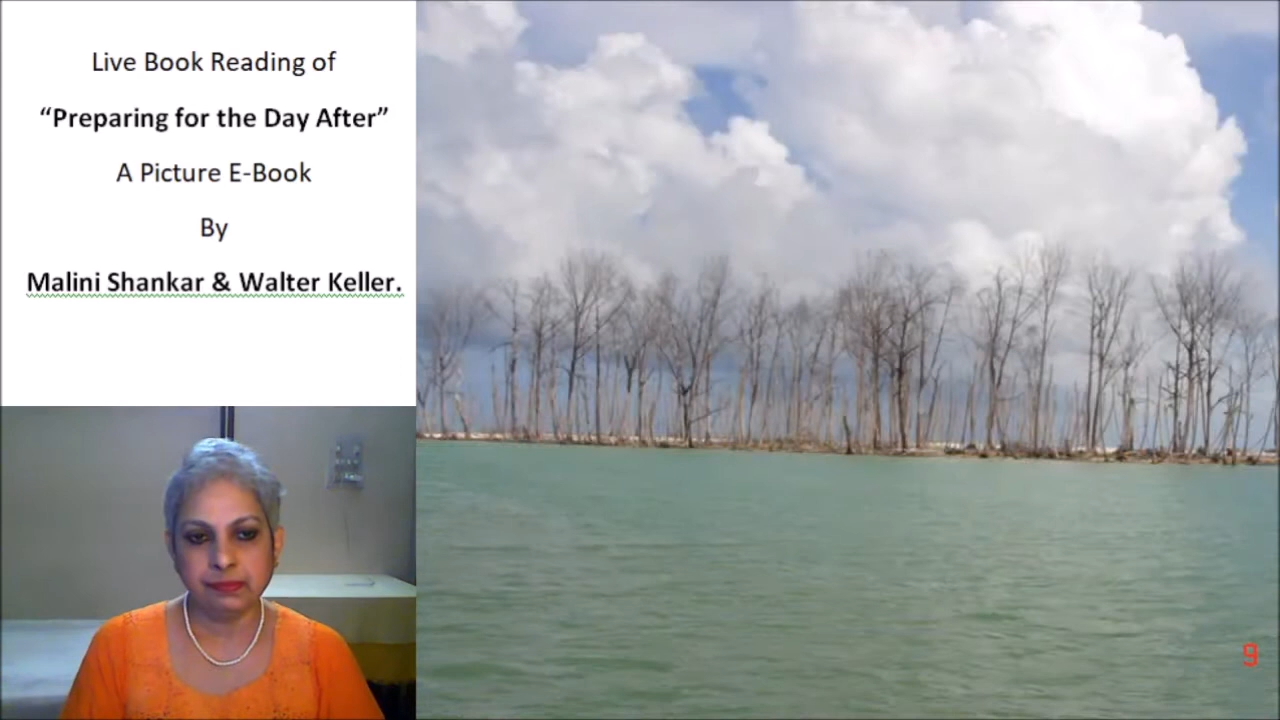 Live Book Reading of
“Preparing for the Day After”
A Picture E-Book
By
Malini Shankar & Walter Keller.
9